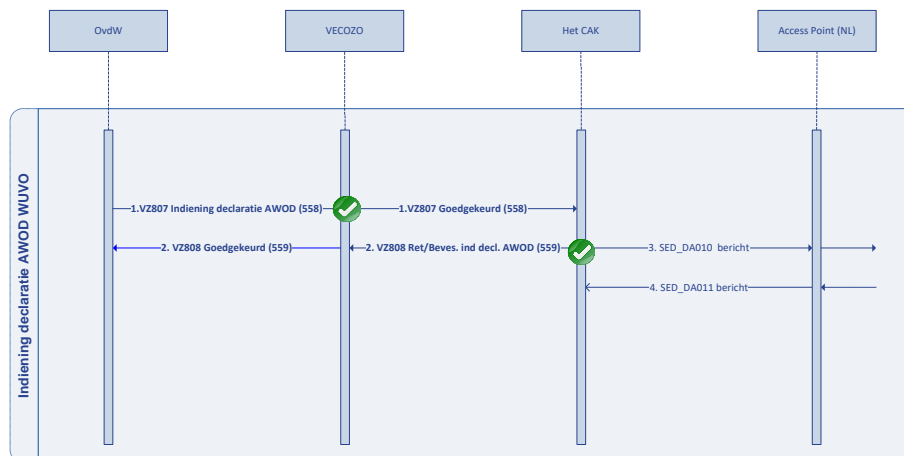 OvdW
VECOZO
Het CAK
Access Point (NL)
Indiening declaratie AWOD WUVO
1.VZ807 Indiening declaratie AWOD (558)
1.VZ807 Goedgekeurd (558)
2. VZ808 Goedgekeurd (559)
2. VZ808 Ret/Beves. ind decl. AWOD (559)
3. SED_DA010 bericht
4. SED_DA011 bericht